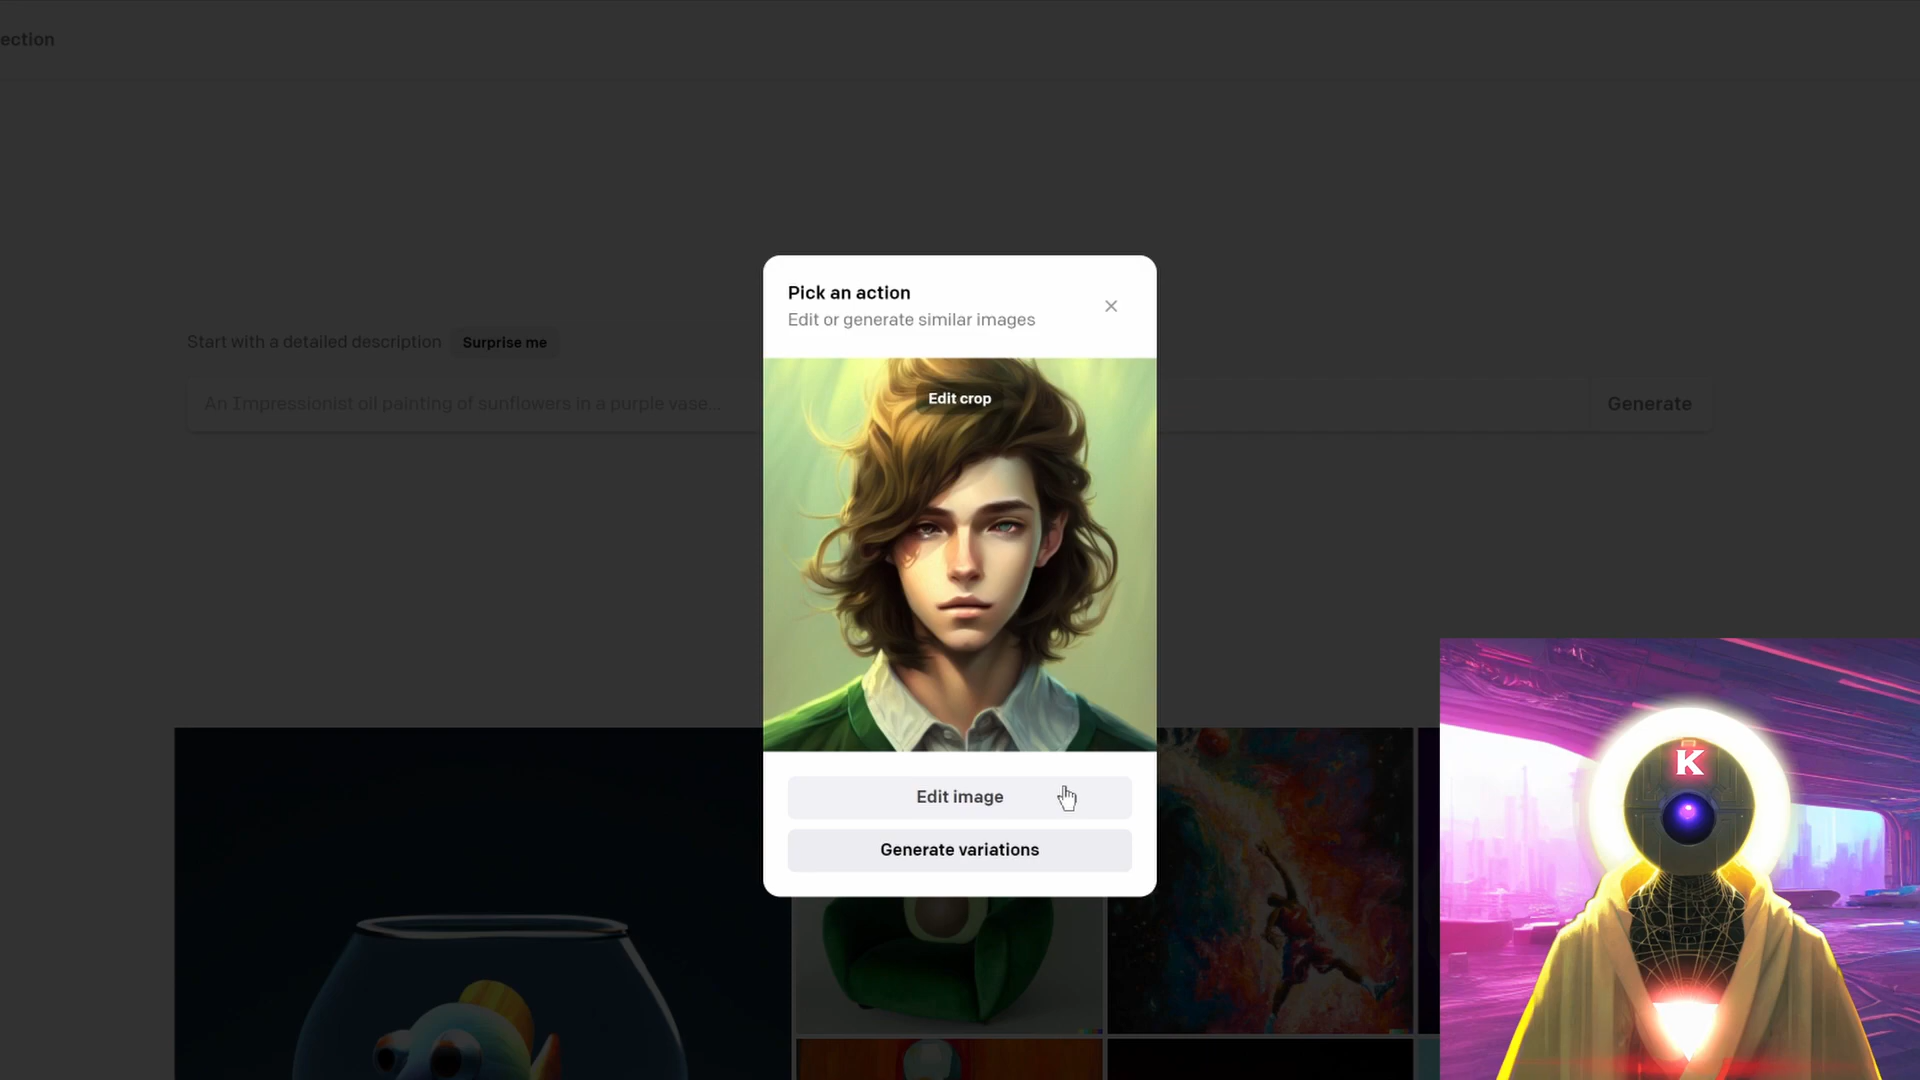 ection
Pick an action
Edit or generate similar images
Start with a detailed description
Surprise me
Edit crop
An Impressionist oil painting of sunflowers in a purple vase...
Generate
Edit image
Generate variations
K